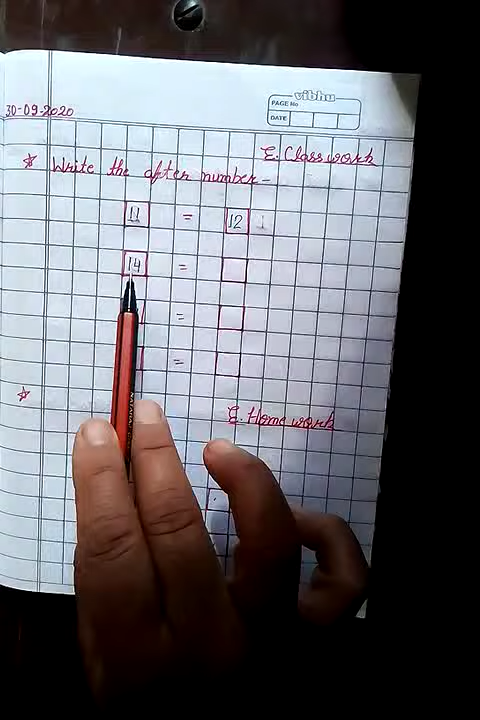 vibhu
PAGE No
DATE
30-09-2020
E. Class work
* Write the after number-
11 = 12
14 =
=
=
*
E. Home work